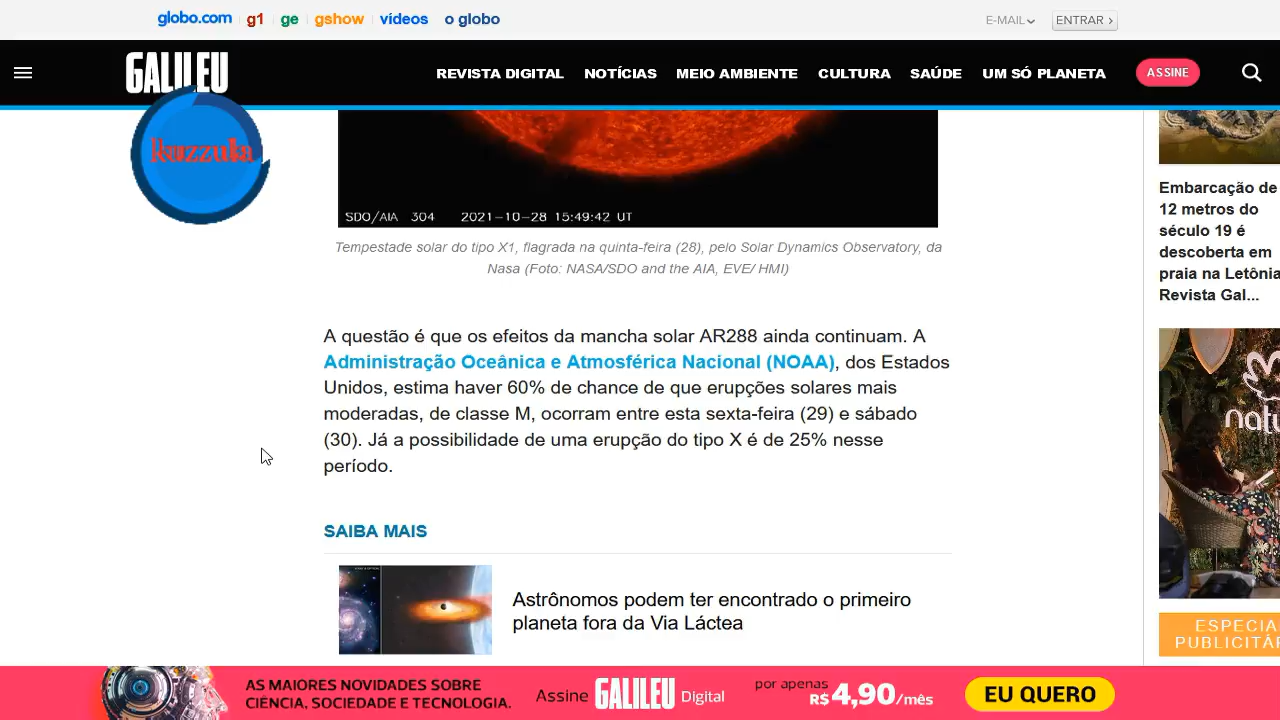 globo.com g1 ge gshow vídeos o globo E-MAIL ENTRAR
GALILEU REVISTA DIGITAL NOTÍCIAS MEIO AMBIENTE CULTURA SAÚDE UM SÓ PLANETA ASSINE
Ruzzulla
SDO/AIA 304 2021-10-28 15:49:42 UT
Tempestade solar do tipo X1, flagrada na quinta-feira (28), pelo Solar Dynamics Observatory, da
Nasa (Foto: NASA/SDO and the AIA, EVE/ HMI)
A questão é que os efeitos da mancha solar AR288 ainda continuam. A
Administração Oceânica e Atmosférica Nacional (NOAA), dos Estados
Unidos, estima haver 60% de chance de que erupções solares mais
moderadas, de classe M, ocorram entre esta sexta-feira (29) e sábado
(30). Já a possibilidade de uma erupção do tipo X é de 25% nesse
período.
SAIBA MAIS
Astrônomos podem ter encontrado o primeiro
planeta fora da Via Láctea
Embarcação de
12 metros do
século 19 é
descoberta em
praia na Letônia
Revista Gal...
natu
ESPECIA
PUBLICITÁR
AS MAIORES NOVIDADES SOBRE
CIÊNCIA, SOCIEDADE E TECNOLOGIA.
Assine GALILEU Digital
por apenas
R$ 4,90/mês
EU QUERO